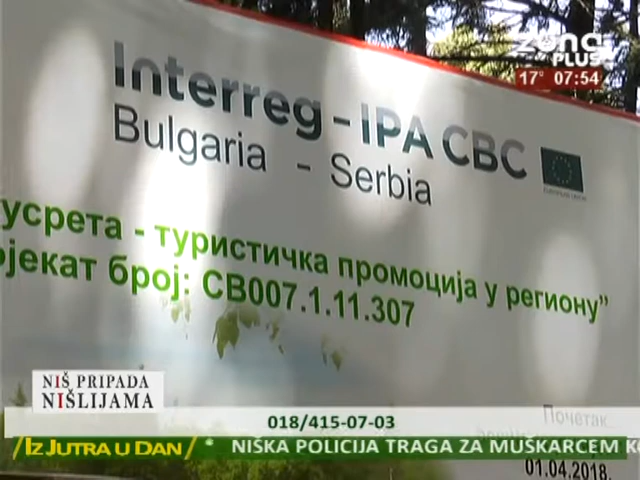 zona
PLUS
17° 07:54
Interreg - IPA CBC
Bulgaria - Serbia
усрета - туристичка промоција у региону”
ојекат број: CB007.1.11.307
NIŠ PRIPADA
NIŠLIJAMA
018/415-07-03
Почетак
IZ JUTRA U DAN
* NIŠKA POLICIJA TRAGA ZA MUŠKARCEM K
01.04.2018.